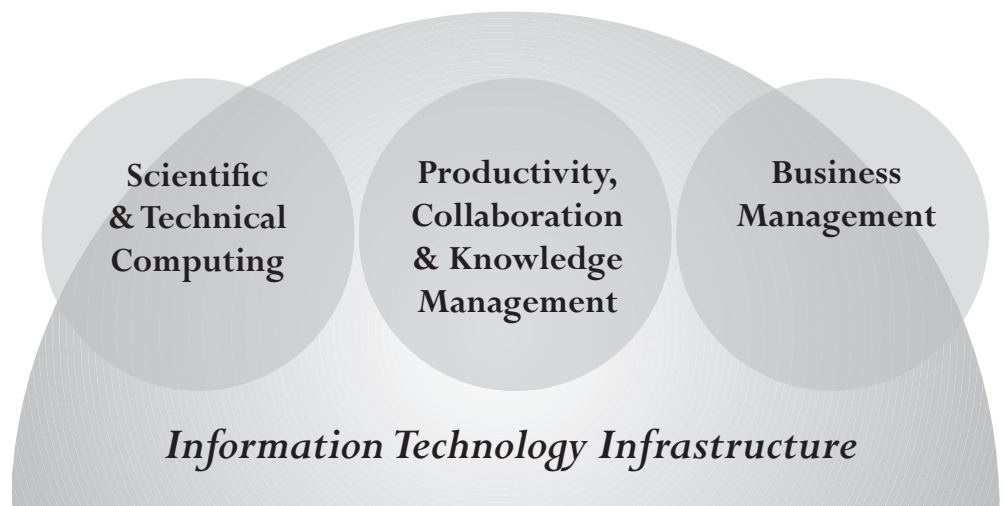 Scientific
& Technical
Computing
Productivity,
Collaboration
& Knowledge
Management
Business
Management
Information Technology Infrastructure